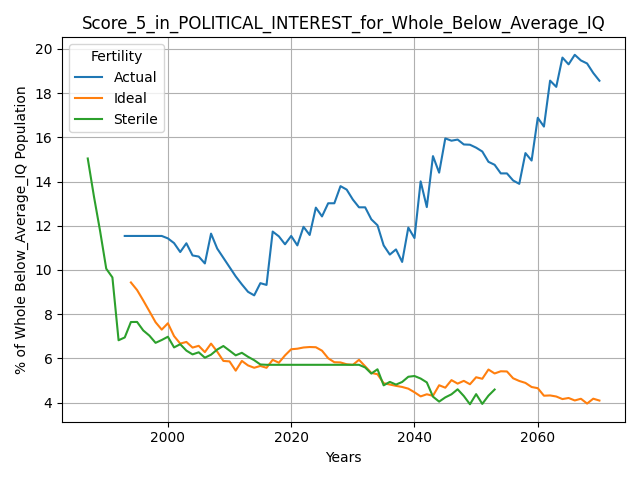 Score_5_in_POLITICAL_INTEREST_for_Whole_Below_Average_IQ
Fertility
Actual
Ideal
Sterile
% of Whole Below_Average_IQ Population
20
18
16
14
12
10
8
6
4
2000
2020
2040
2060
Years